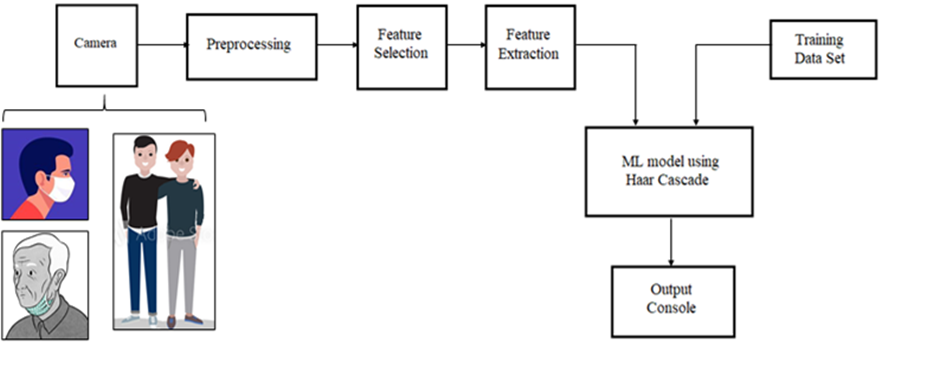 Camera
Preprocessing
Feature
Selection
Feature
Extraction
Training
Data Set
ML model using
Haar Cascade
Output
Console